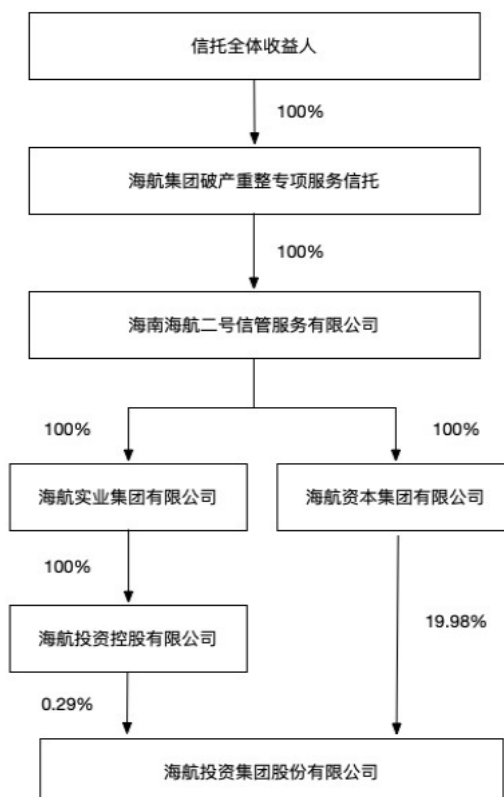 信托全体收益人
100%
海航集团破产重整专项服务信托
100%
海南海航二号信管服务有限公司
100%
100%
海航实业集团有限公司
海航资本集团有限公司
100%
19.98%
海航投资控股有限公司
0.29%
海航投资集团股份有限公司